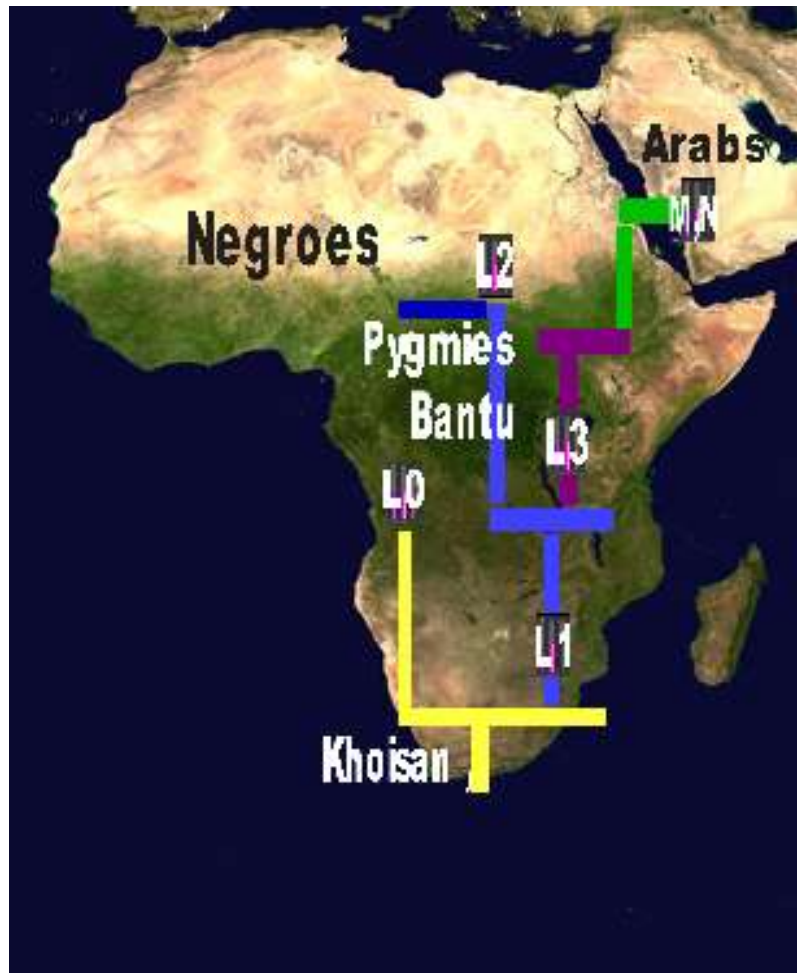 Arabs
M,N
Negroes
L2
Pygmies
Bantu
L3
L0
L1
Khoisan